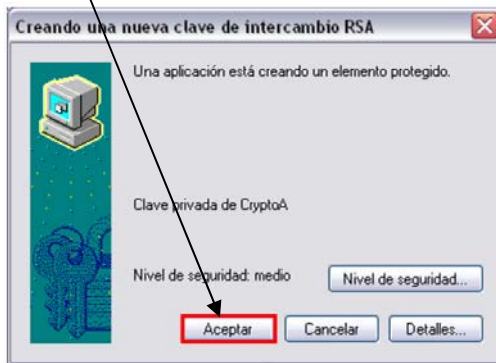 Creando una nueva clave de intercambio RSA
Una aplicación está creando un elemento protegido.
Clave privada de CryptoA
Nivel de seguridad: medio
Nivel de seguridad...
Aceptar
Cancelar
Detalles...